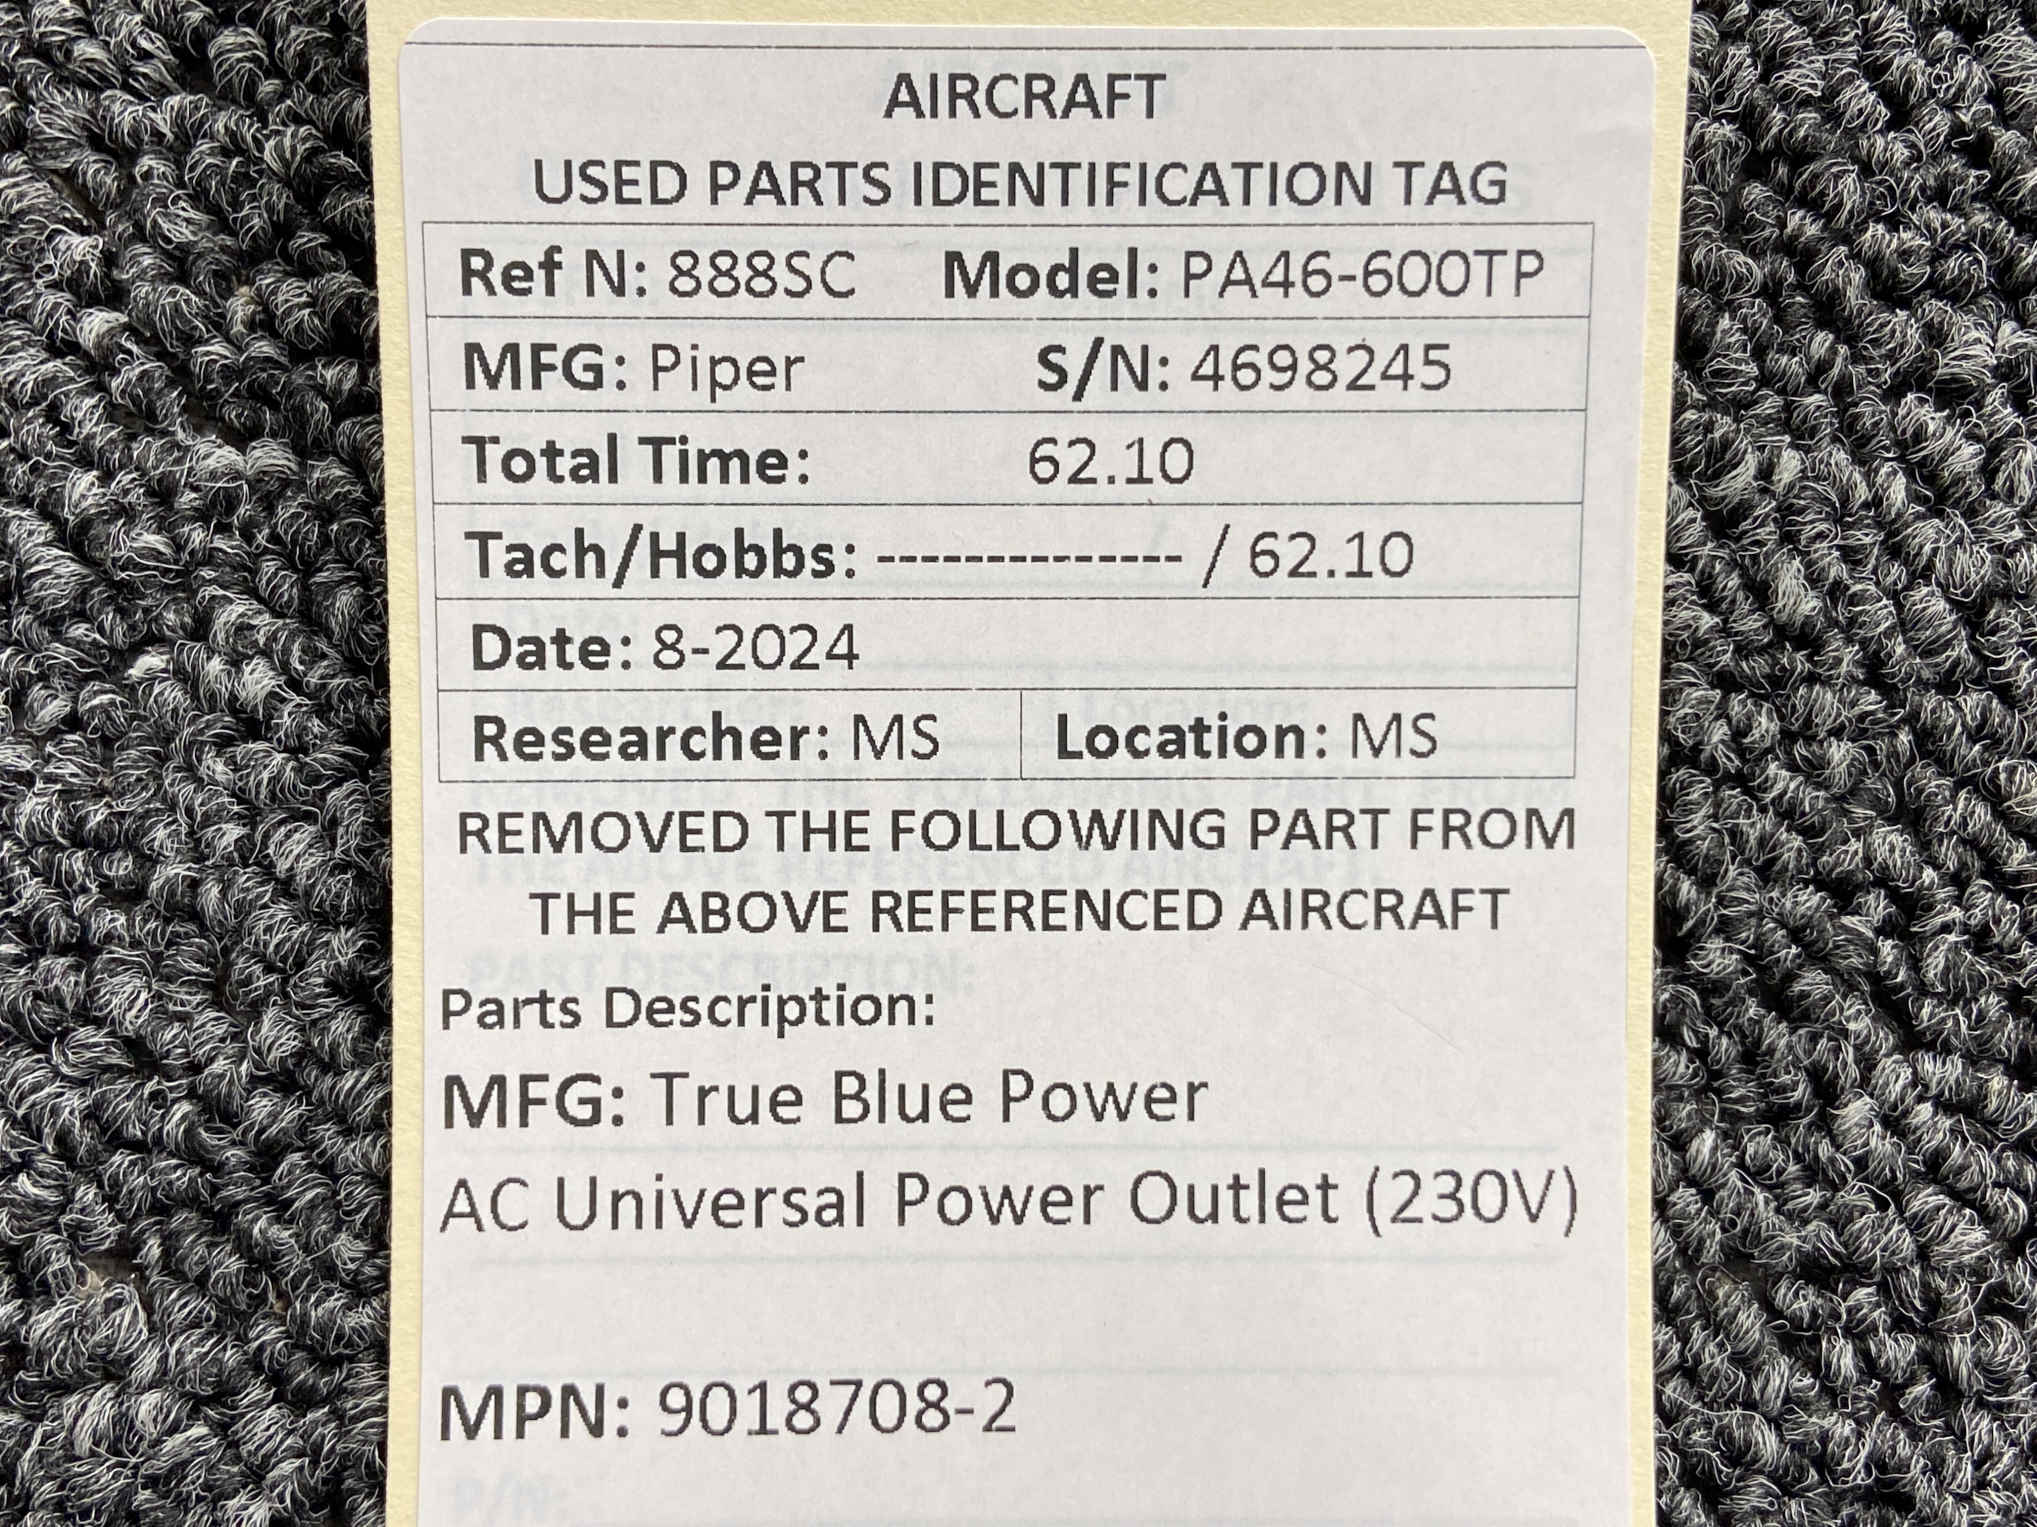 AIRCRAFT
USED PARTS IDENTIFICATION TAG
Ref N: 888SC Model: PA46-600TP
MFG: Piper S/N: 4698245
Total Time: 62.10
Tach/Hobbs: -------------- / 62.10
Date: 8-2024
Researcher: MS Location: MS
REMOVED THE FOLLOWING PART FROM
THE ABOVE REFERENCED AIRCRAFT
Parts Description:
MFG: True Blue Power
AC Universal Power Outlet (230V)
MPN: 9018708-2
P/N: